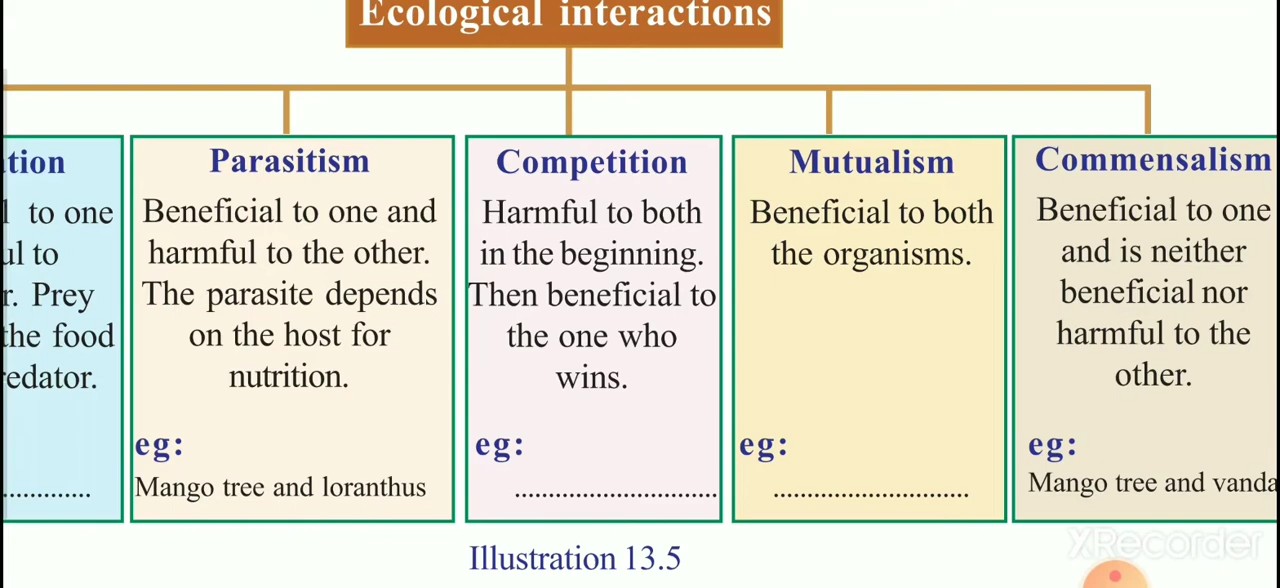 Ecological interactions
tion
to one
ul to
r. Prey
the food
edator.
..............
Parasitism
Beneficial to one and
harmful to the other.
The parasite depends
on the host for
nutrition.
eg:
Mango tree and loranthus
Competition
Harmful to both
in the beginning.
Then beneficial to
the one who
wins.
eg:
...............................
Mutualism
Beneficial to both
the organisms.
eg:
..............................
Commensalism
Beneficial to one
and is neither
beneficial nor
harmful to the
other.
eg:
Mango tree and vanda
Illustration 13.5
XRecorder